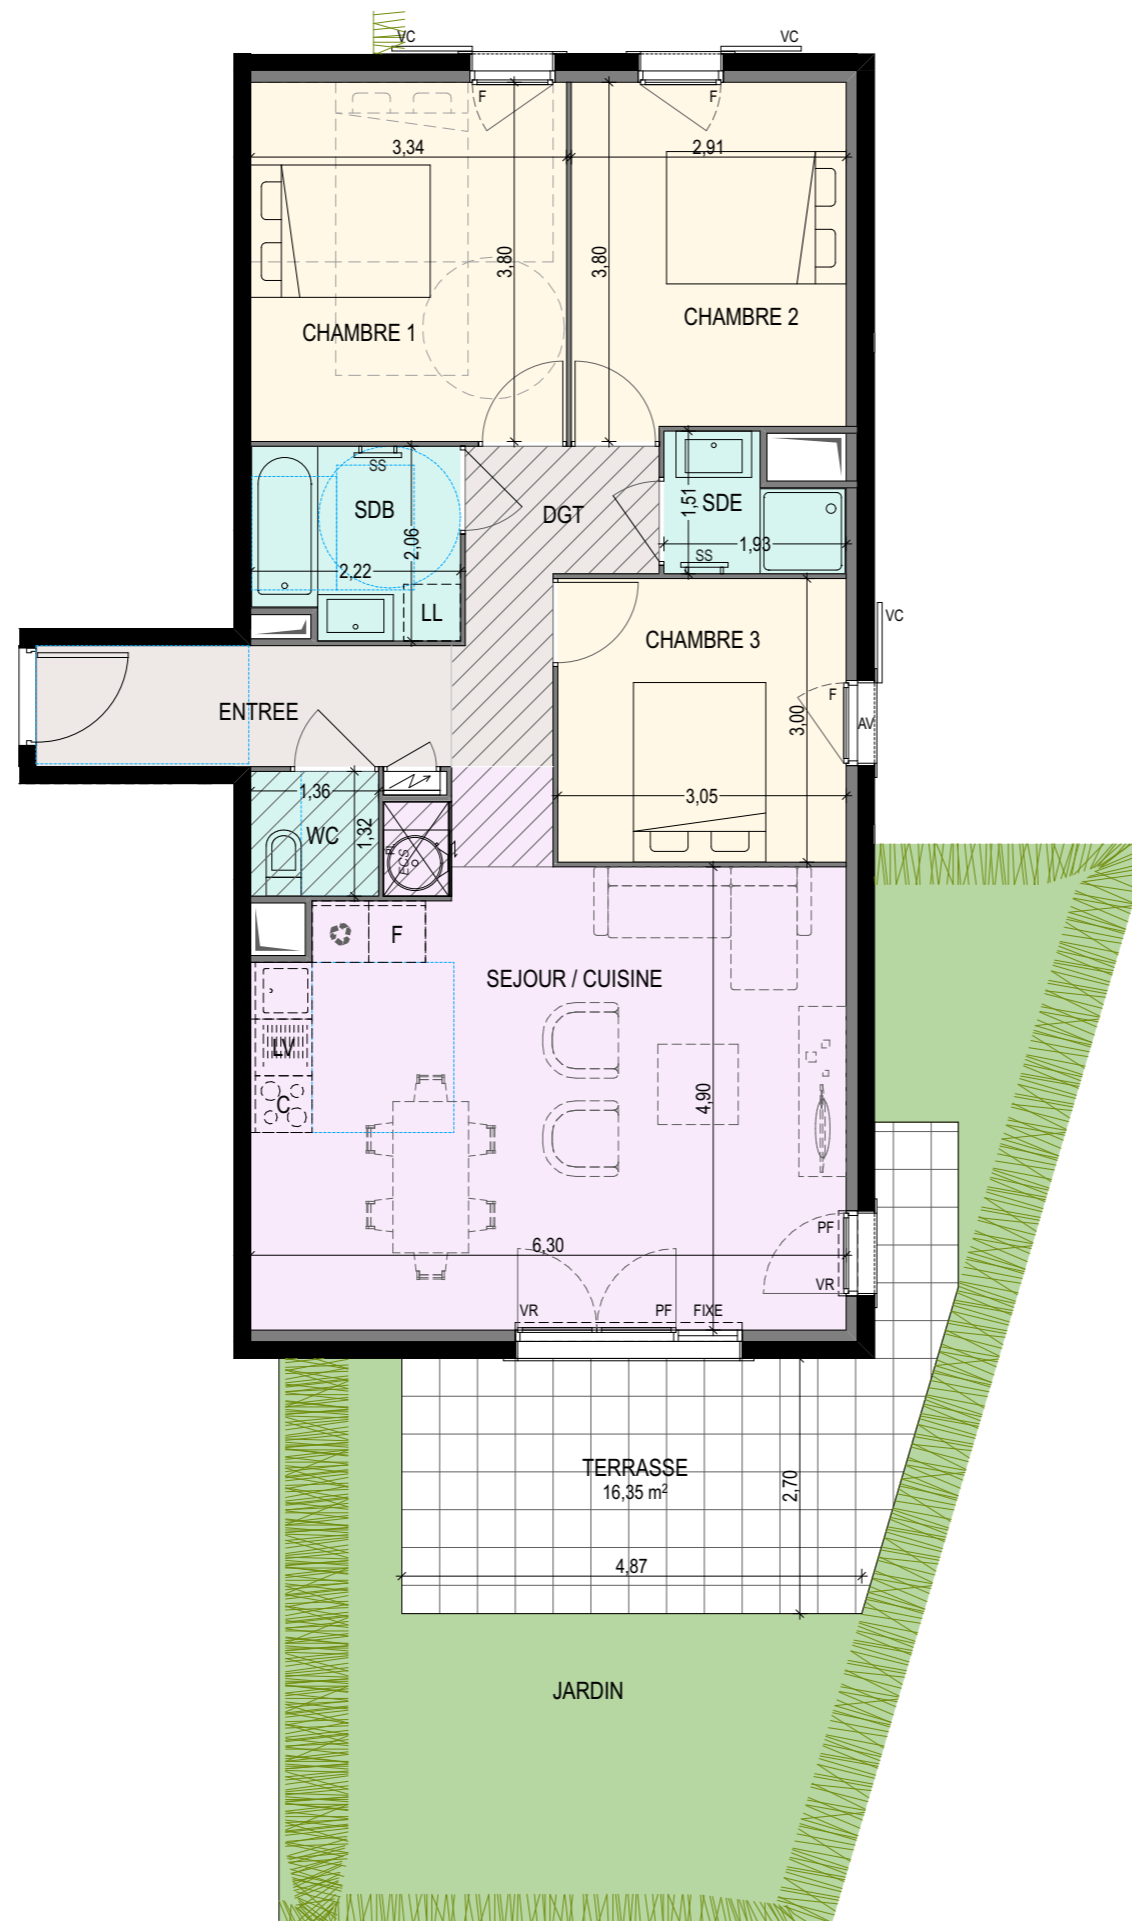 VC
VC
F
F
3,34
2,91
3,80
3,80
CHAMBRE 1
CHAMBRE 2
SS
SDB
2,06
2,22
LL
DGT
1,51
SDE
1,93
SS
CHAMBRE 3
VC
F
AV
3,00
3,05
ENTREE
1,36
WC
1,32
ECS
F
SEJOUR / CUISINE
LV
C
4,90
6,30
PF
VR
VR
PF
FIXE
TERRASSE
16,35 m²
2,70
4,87
JARDIN